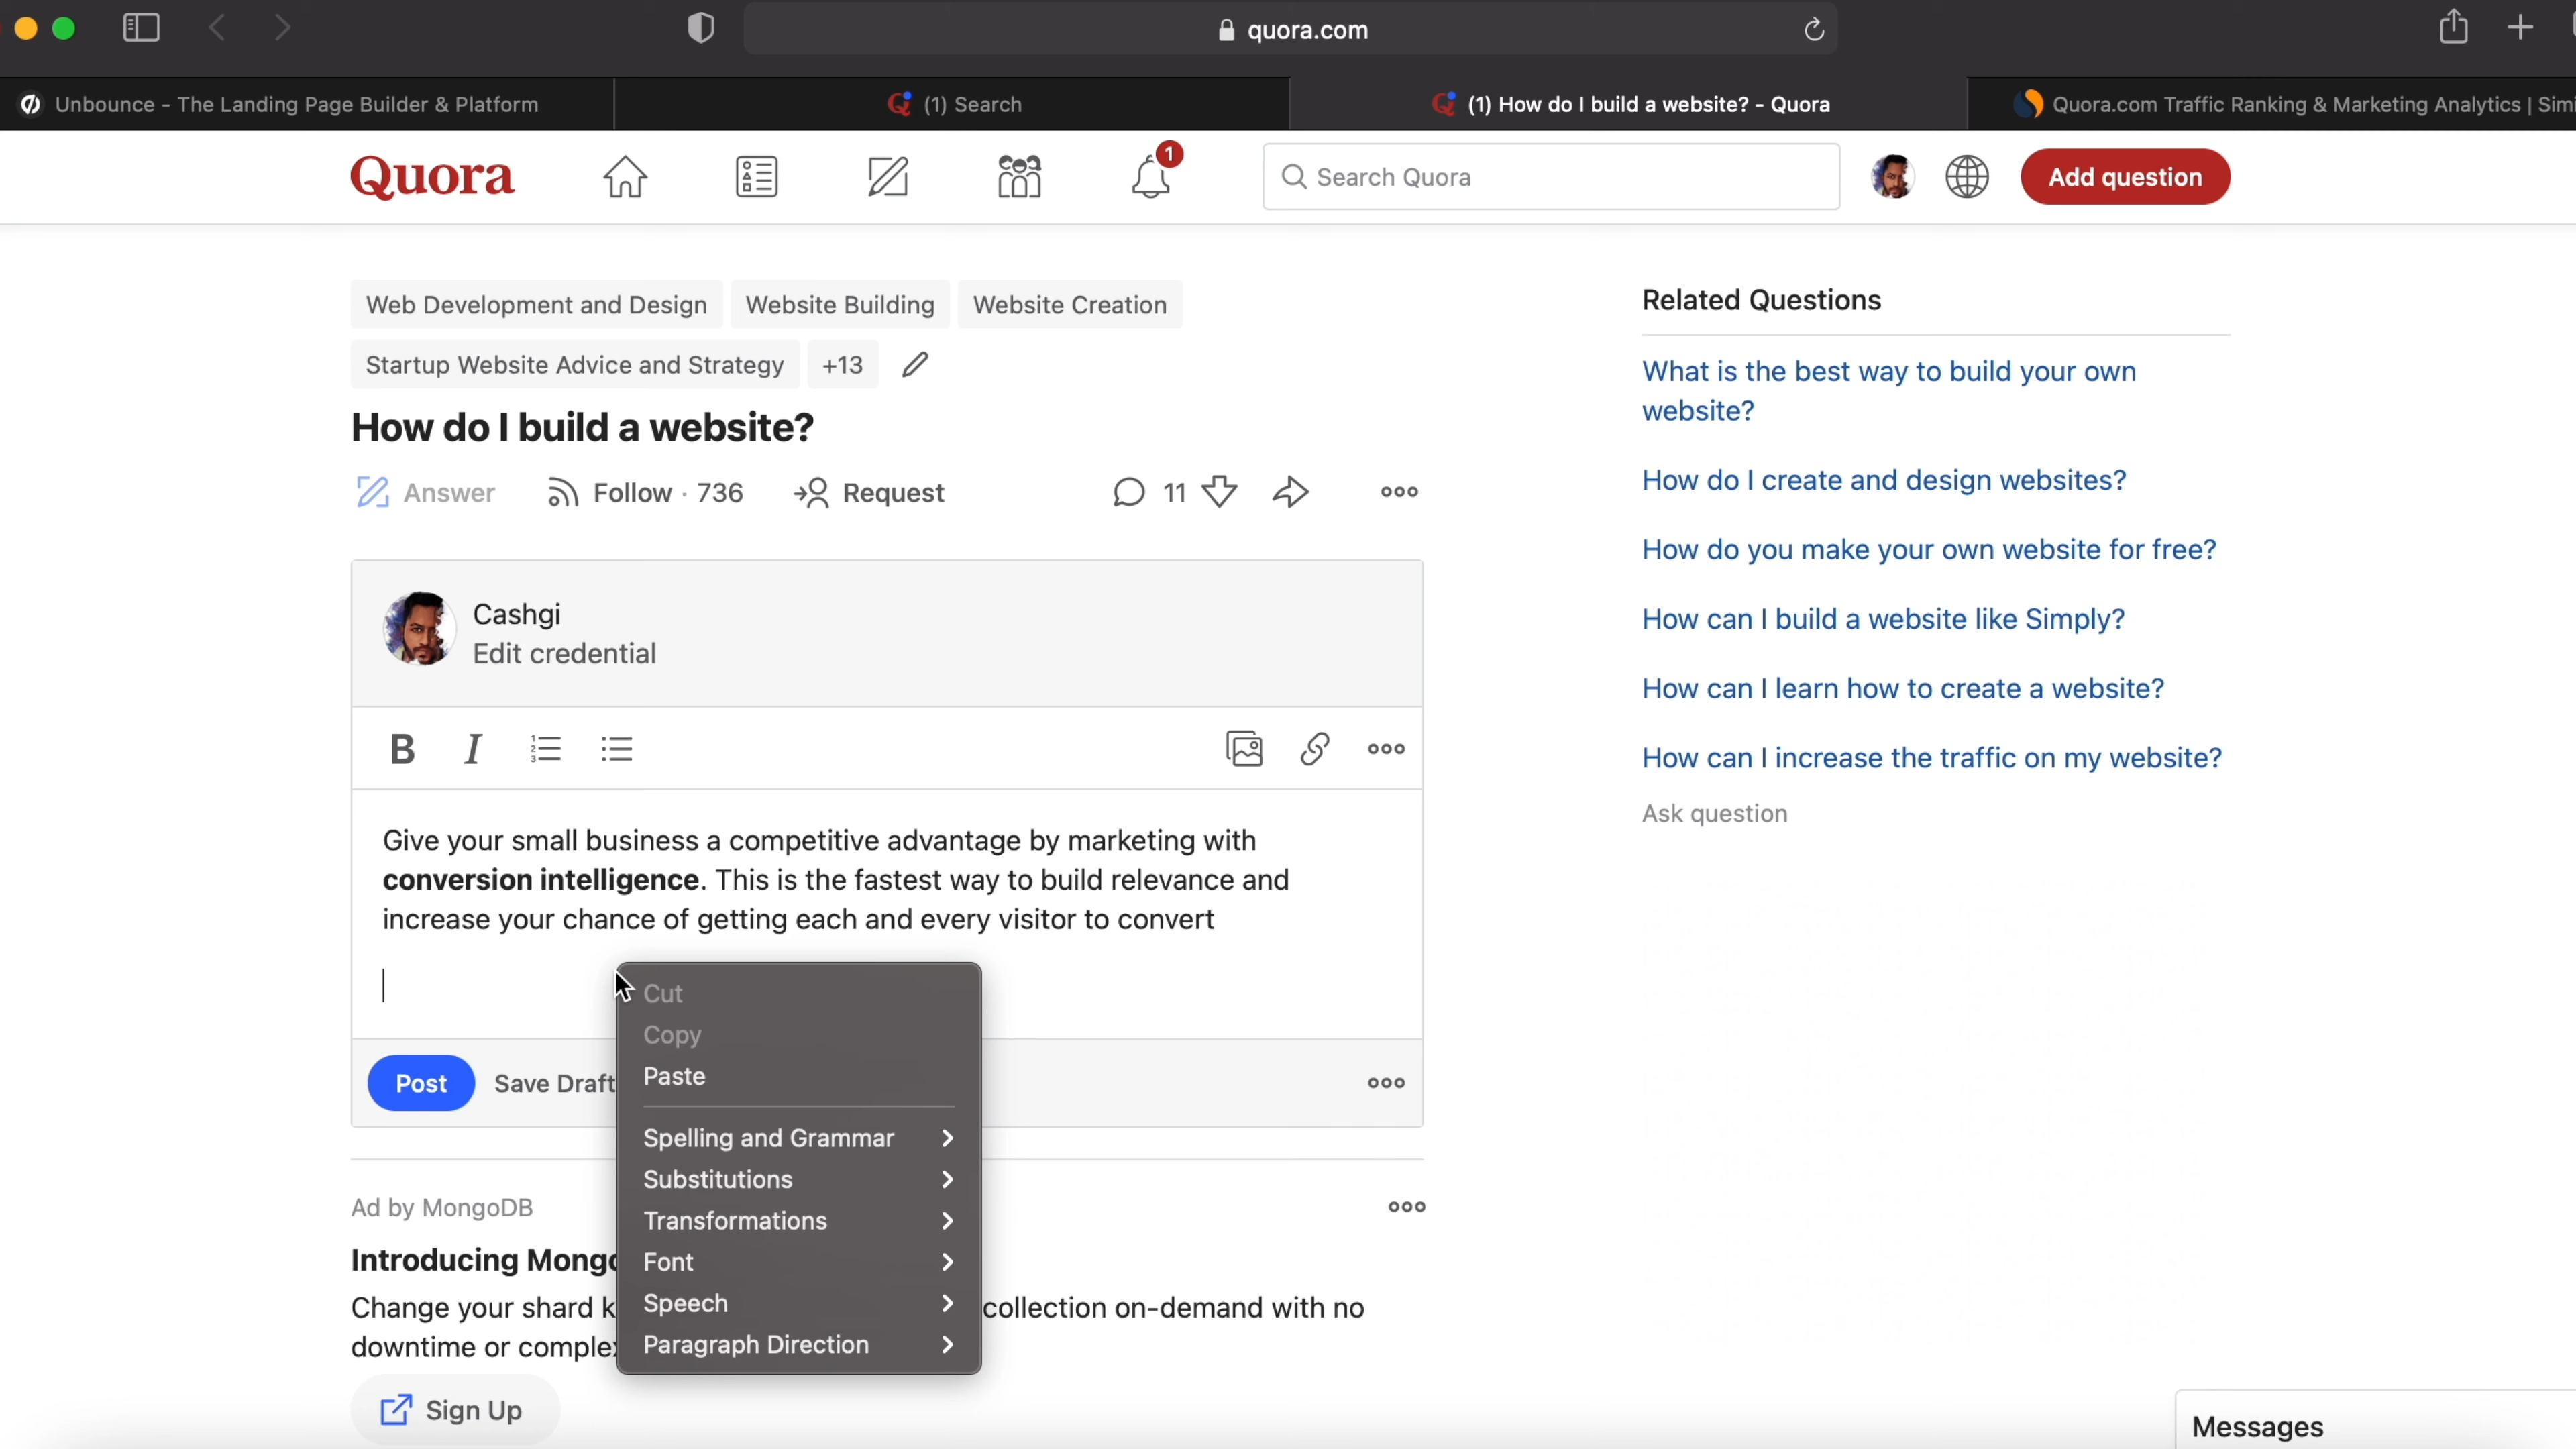 quora.com
Unbounce - The Landing Page Builder & Platform
(1) Search
(1) How do I build a website? - Quora
Quora.com Traffic Ranking & Marketing Analytics | Simi
Quora
1
Search Quora
Add question
Web Development and Design
Website Building
Website Creation
Startup Website Advice and Strategy
+13
How do I build a website?
Answer
Follow · 736
Request
11
Cashgi
Edit credential
B
I
Give your small business a competitive advantage by marketing with
conversion intelligence. This is the fastest way to build relevance and
increase your chance of getting each and every visitor to convert
Cut
Copy
Paste
Spelling and Grammar
Substitutions
Transformations
Font
Speech
Paragraph Direction
Post
Save Draft
Ad by MongoDB
Introducing Mongo
Change your shard k collection on-demand with no
downtime or comple
Sign Up
Related Questions
What is the best way to build your own
website?
How do I create and design websites?
How do you make your own website for free?
How can I build a website like Simply?
How can I learn how to create a website?
How can I increase the traffic on my website?
Ask question
Messages